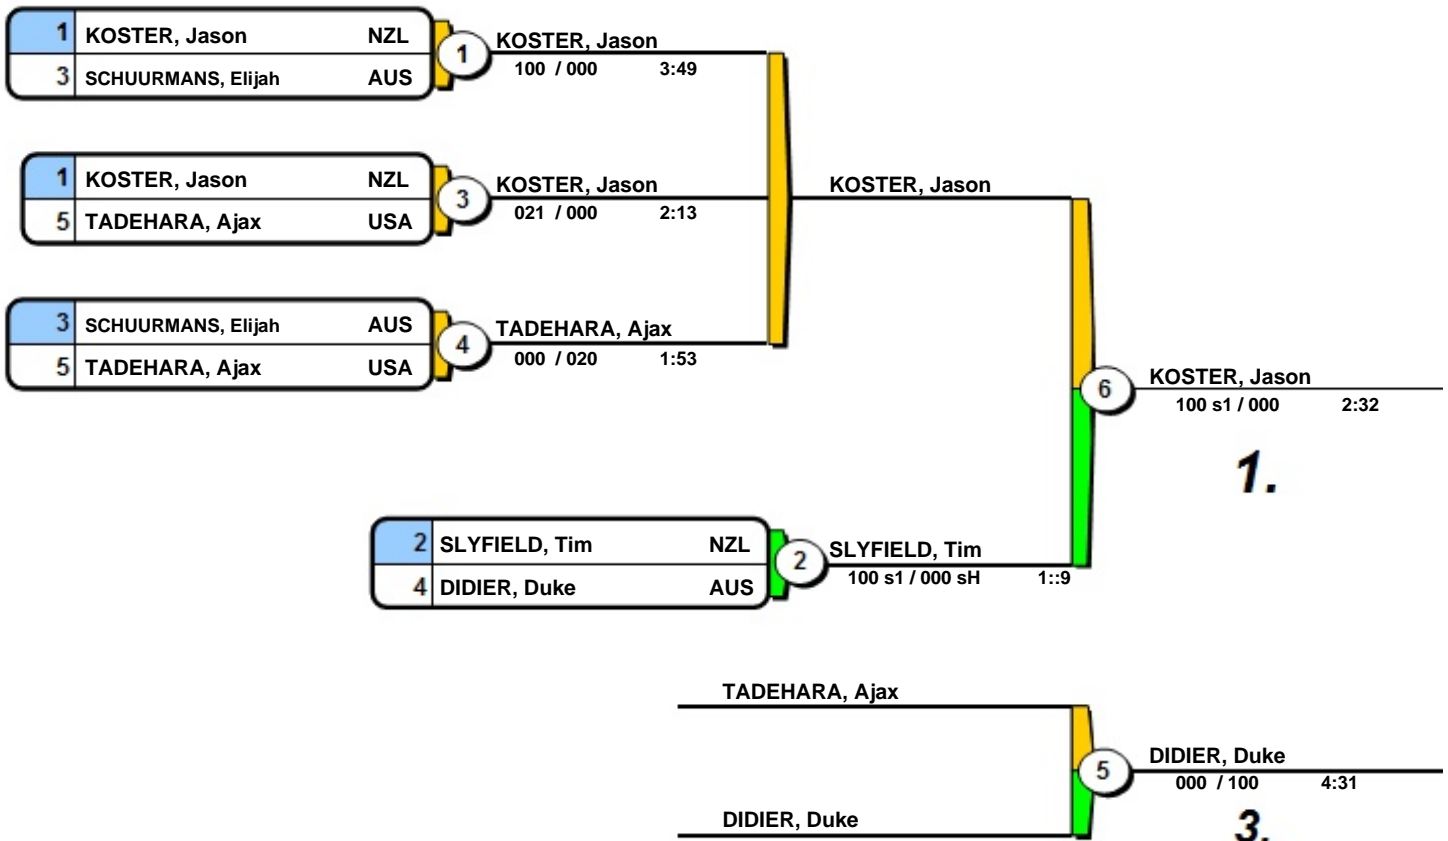 1 KOSTER, Jason NZL
3 SCHUURMANS, Elijah AUS
1
KOSTER, Jason
100 / 000 3:49
1 KOSTER, Jason NZL
5 TADEHARA, Ajax USA
3
KOSTER, Jason
021 / 000 2:13
KOSTER, Jason
3 SCHUURMANS, Elijah AUS
5 TADEHARA, Ajax USA
4
TADEHARA, Ajax
000 / 020 1:53
6
KOSTER, Jason
100 s1 / 000 2:32
1.
2 SLYFIELD, Tim NZL
4 DIDIER, Duke AUS
2
SLYFIELD, Tim
100 s1 / 000 sH 1::9
TADEHARA, Ajax
5
DIDIER, Duke
000 / 100 4:31
DIDIER, Duke
3.